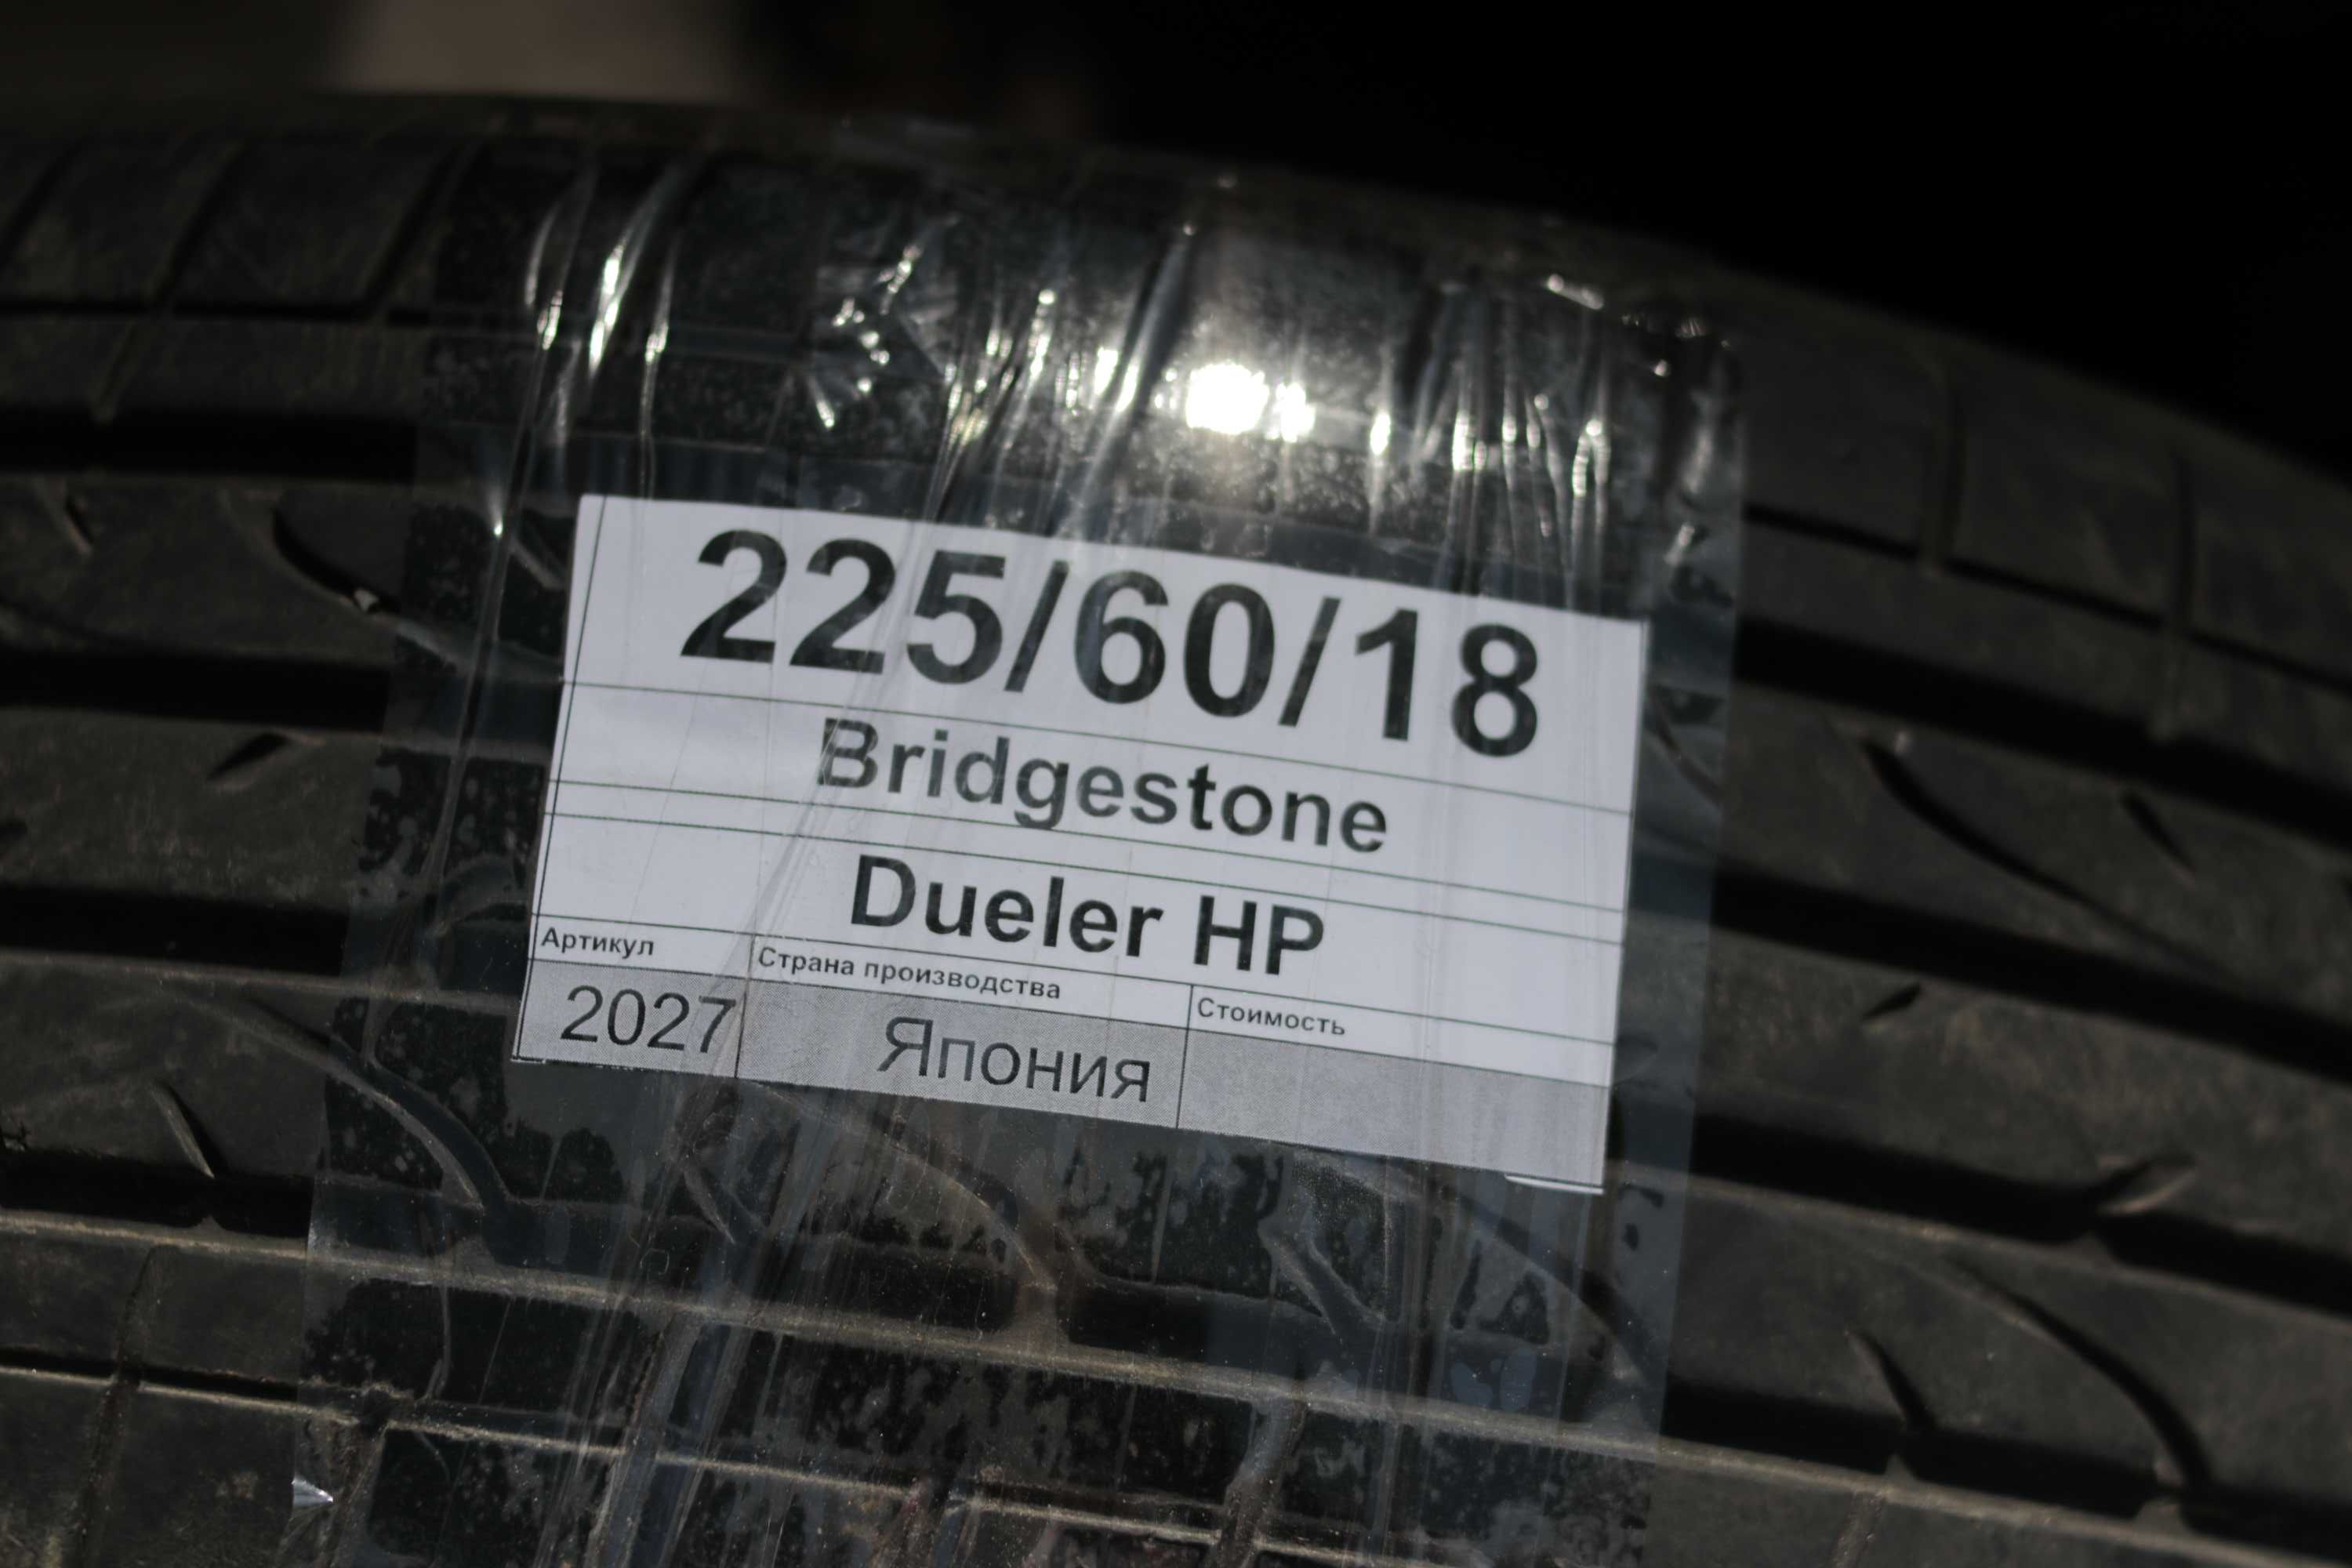 225/60/18
Bridgestone
Dueler HP
Артикул Страна производства Стоимость
2027 Япония